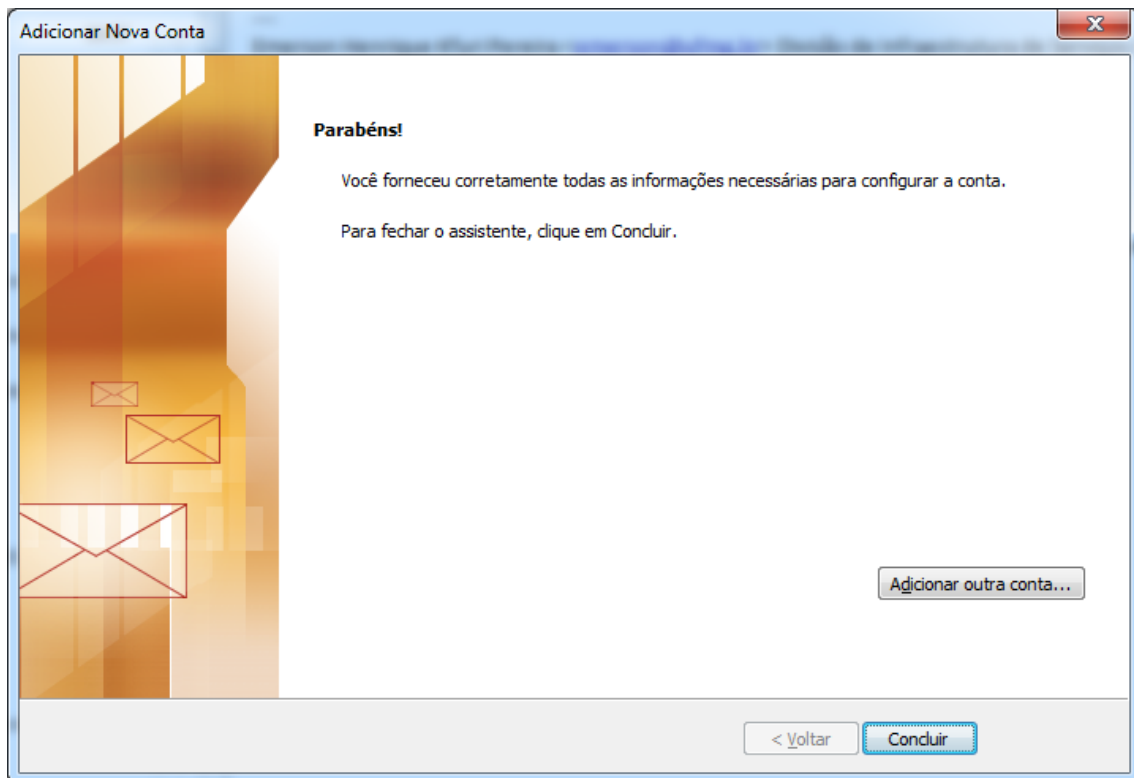 Adicionar Nova Conta
Parabéns!
Você forneceu corretamente todas as informações necessárias para configurar a conta.
Para fechar o assistente, clique em Concluir.
Adicionar outra conta...
< Voltar
Concluir